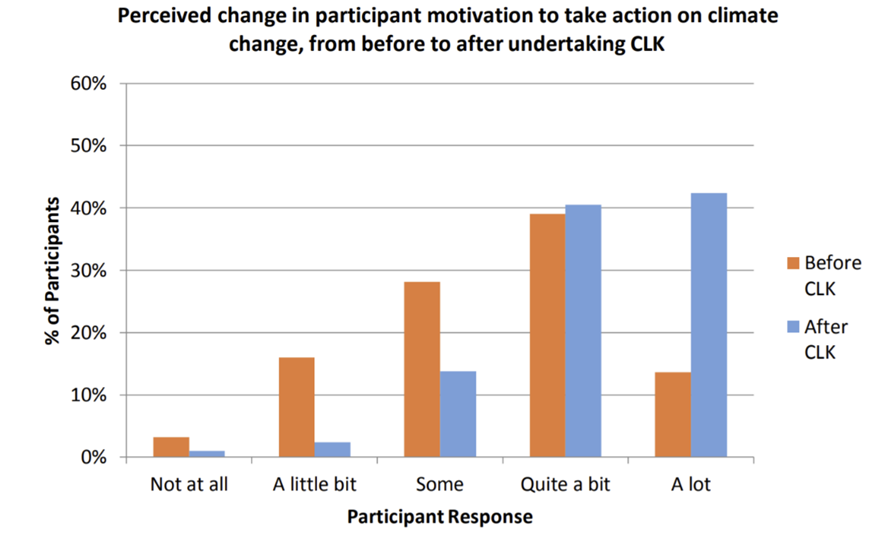 Perceived change in participant motivation to take action on climate
change, from before to after undertaking CLK
60%
50%
40%
30%
20%
10%
0%
% of Participants
Not at all
A little bit
Some
Quite a bit
A lot
Participant Response
Before
CLK
After
CLK